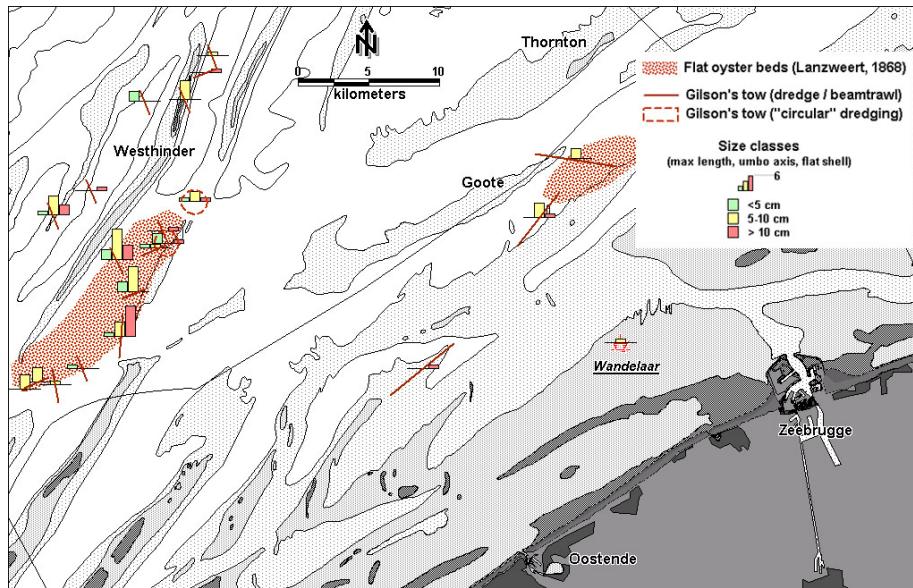 Thornton
N
0 5 10
kilometers
Westhinder
Goote
Wandelaar
Zeebrugge
Oostende
Flat oyster beds (Lanzweert, 1868)
Gilson's tow (dredge / beamtrawl)
Gilson's tow ("circular" dredging)
Size classes
(max length, umbo axis, flat shell)
6
<5 cm
5-10 cm
> 10 cm